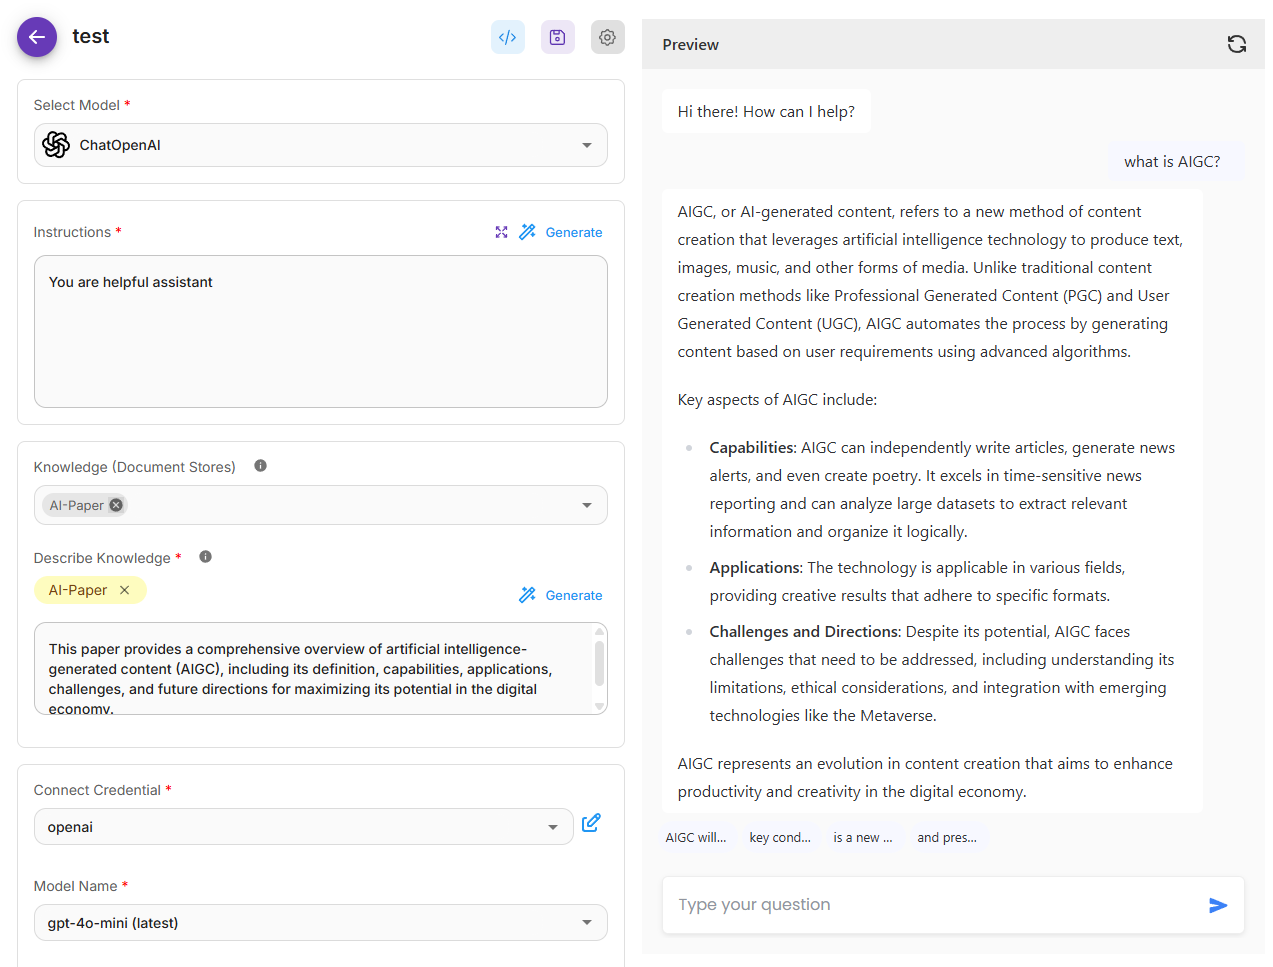 test
Select Model *
ChatOpenAI
Instructions *
Generate
You are helpful assistant
Knowledge (Document Stores)
AI-Paper
Describe Knowledge *
AI-Paper
Generate
This paper provides a comprehensive overview of artificial intelligence-
generated content (AIGC), including its definition, capabilities, applications,
challenges, and future directions for maximizing its potential in the digital
economy.
Connect Credential *
openai
Model Name *
gpt-4o-mini (latest)
Preview
Hi there! How can I help?
what is AIGC?
AIGC, or AI-generated content, refers to a new method of content
creation that leverages artificial intelligence technology to produce text,
images, music, and other forms of media. Unlike traditional content
creation methods like Professional Generated Content (PGC) and User
Generated Content (UGC), AIGC automates the process by generating
content based on user requirements using advanced algorithms.
Key aspects of AIGC include:
Capabilities: AIGC can independently write articles, generate news
alerts, and even create poetry. It excels in time-sensitive news
reporting and can analyze large datasets to extract relevant
information and organize it logically.
Applications: The technology is applicable in various fields,
providing creative results that adhere to specific formats.
Challenges and Directions: Despite its potential, AIGC faces
challenges that need to be addressed, including understanding its
limitations, ethical considerations, and integration with emerging
technologies like the Metaverse.
AIGC represents an evolution in content creation that aims to enhance
productivity and creativity in the digital economy.
AIGC will... key cond... is a new ... and pres...
Type your question